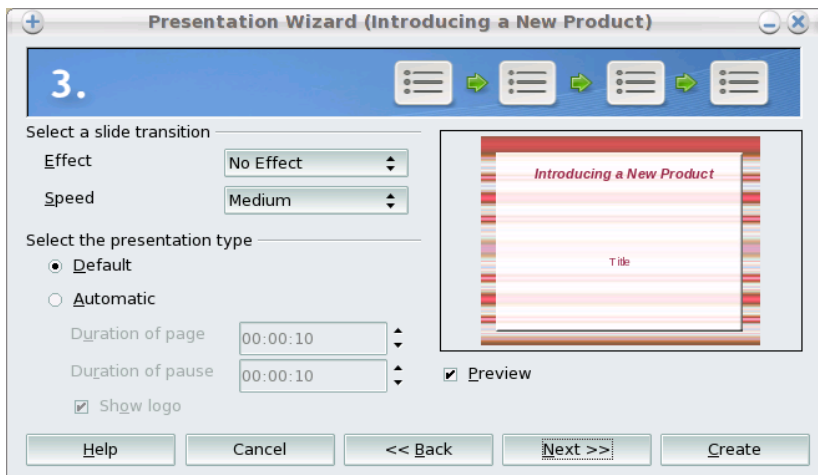 Presentation Wizard (Introducing a New Product)
3.
Select a slide transition
Effect No Effect
Speed Medium
Select the presentation type
Default
Automatic
Duration of page 00:00:10
Duration of pause 00:00:10
Show logo
Introducing a New Product
Title
Preview
Help Cancel << Back Next >> Create